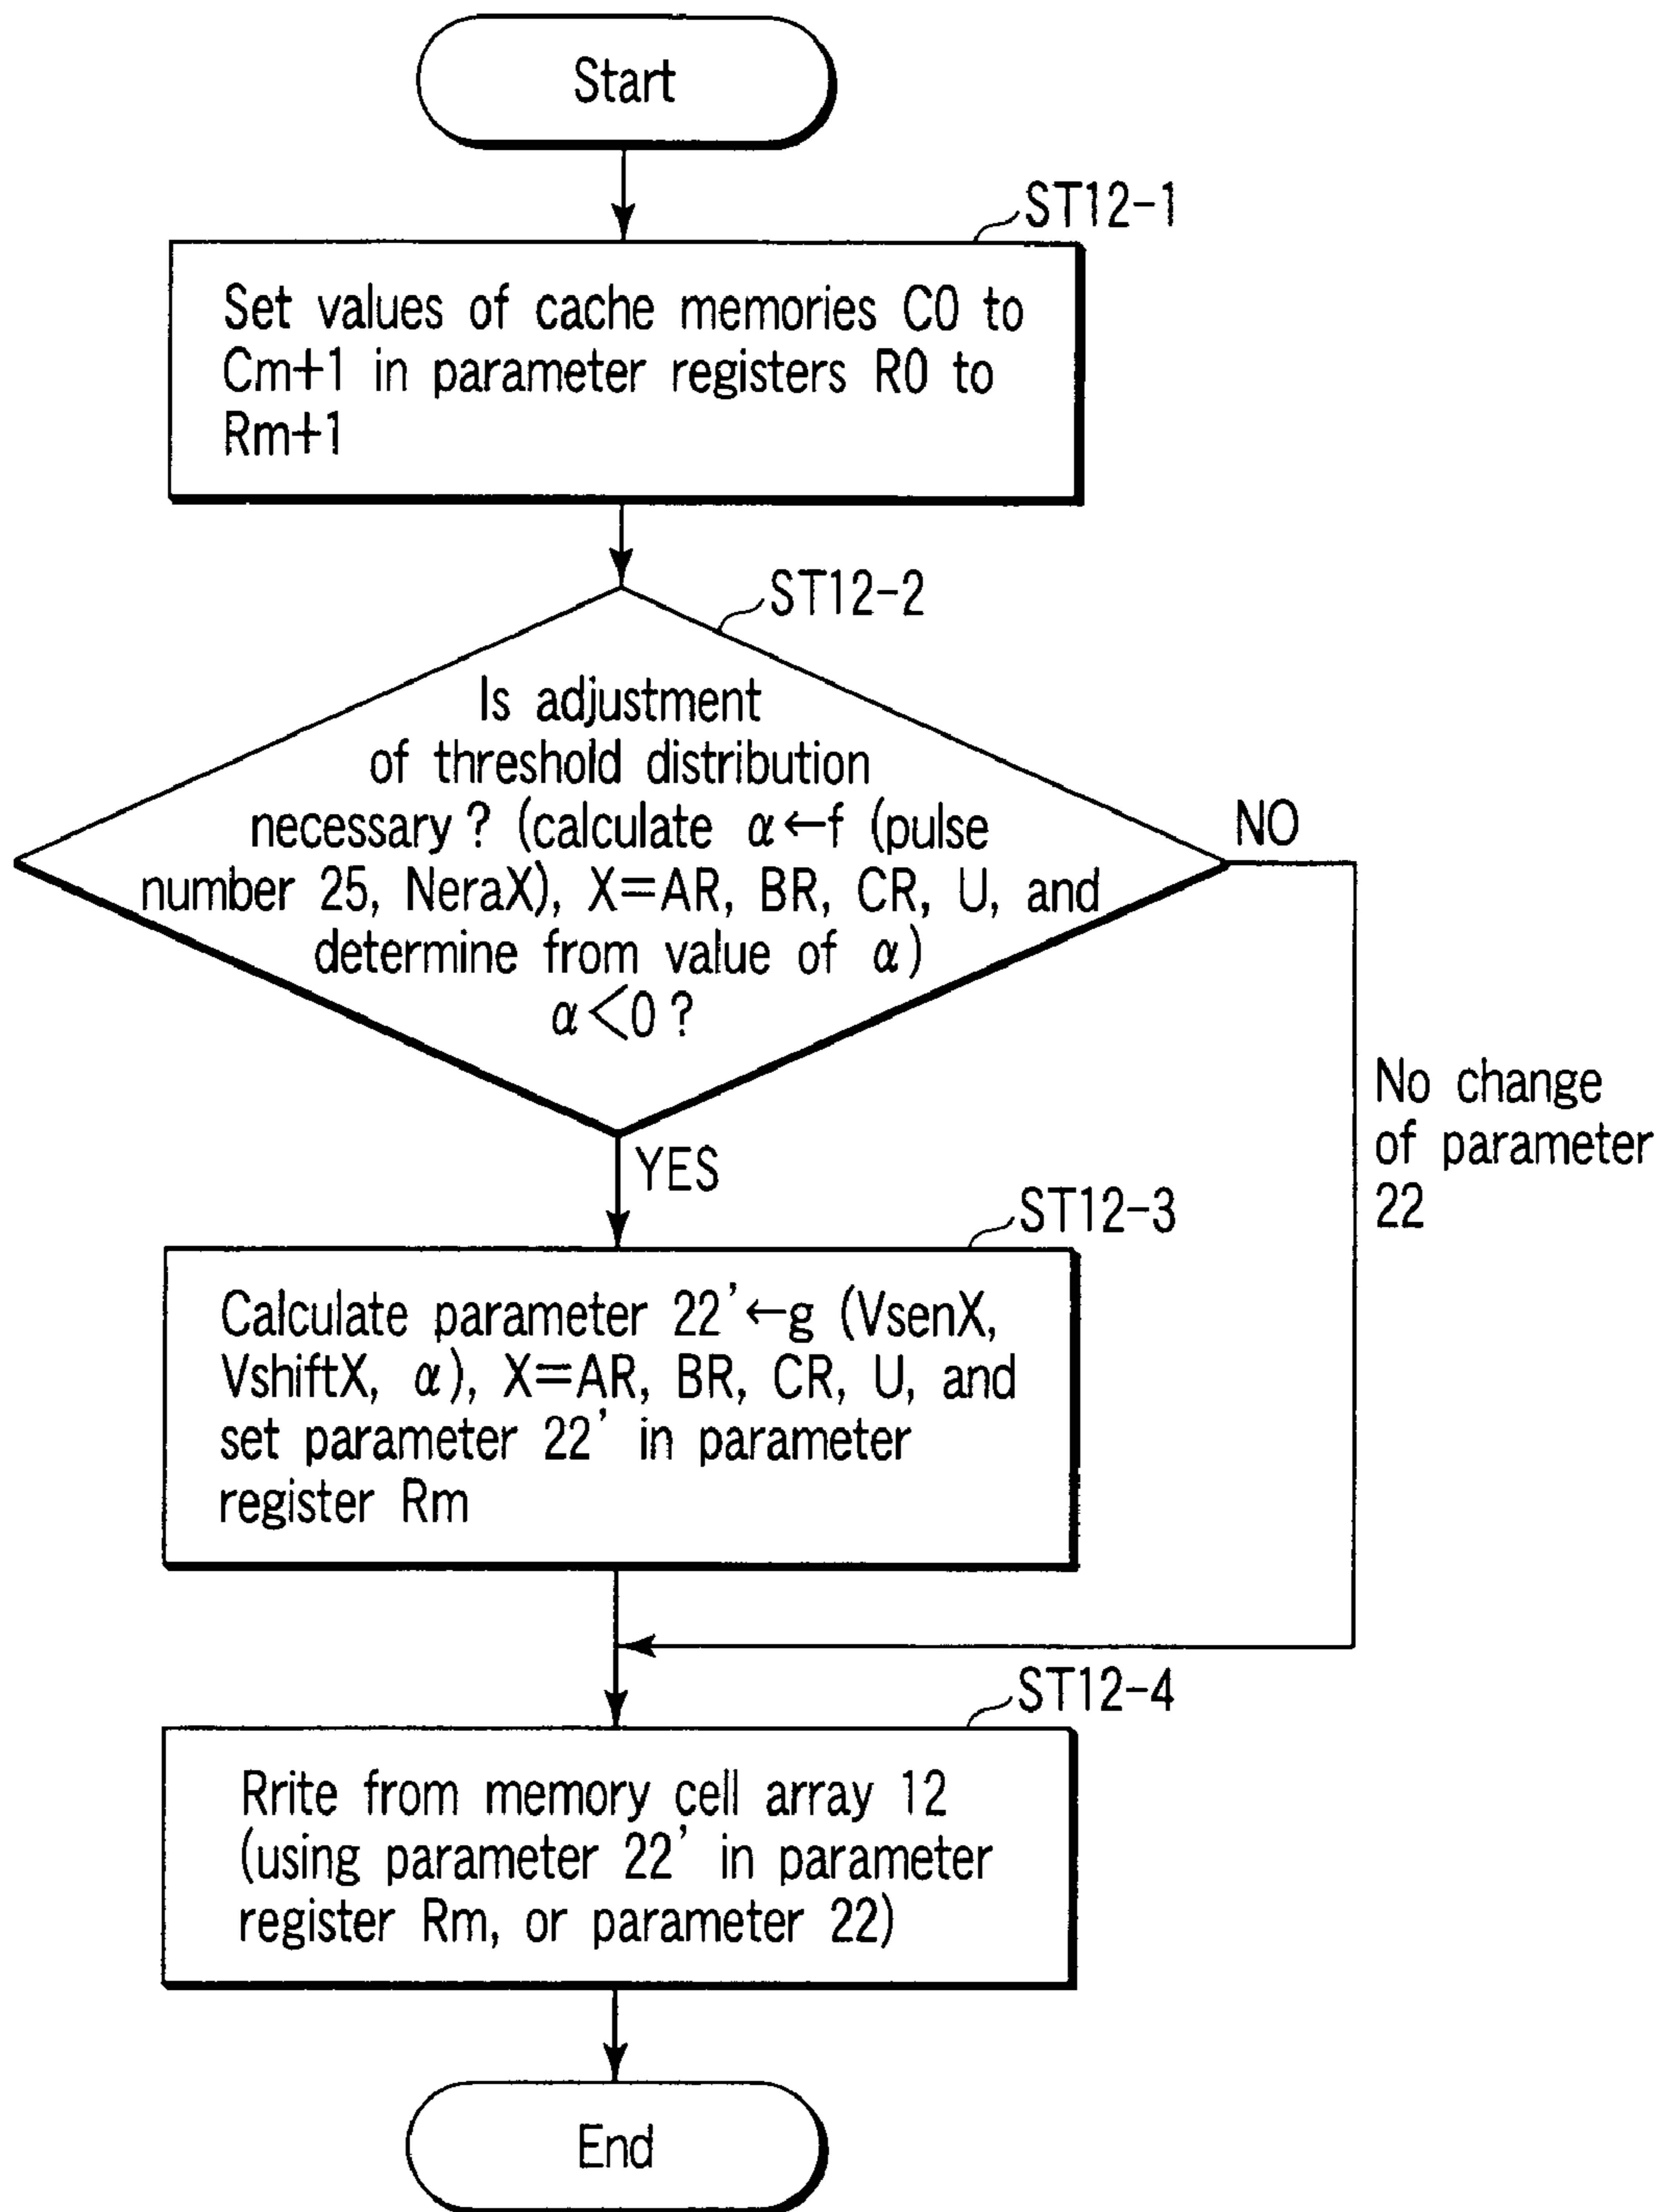 Start
ST12-1
Set values of cache memories C0 to
Cm+1 in parameter registers R0 to
Rm+1
ST12-2
Is adjustment
of threshold distribution
necessary? (calculate α←f (pulse
number 25, NeraX), X=AR, BR, CR, U, and
determine from value of α)
α<0?
NO
No change
of parameter
22
YES
ST12-3
Calculate parameter 22'←g (VsenX,
VshiftX, α), X=AR, BR, CR, U, and
set parameter 22' in parameter
register Rm
ST12-4
Rrite from memory cell array 12
(using parameter 22' in parameter
register Rm, or parameter 22)
End